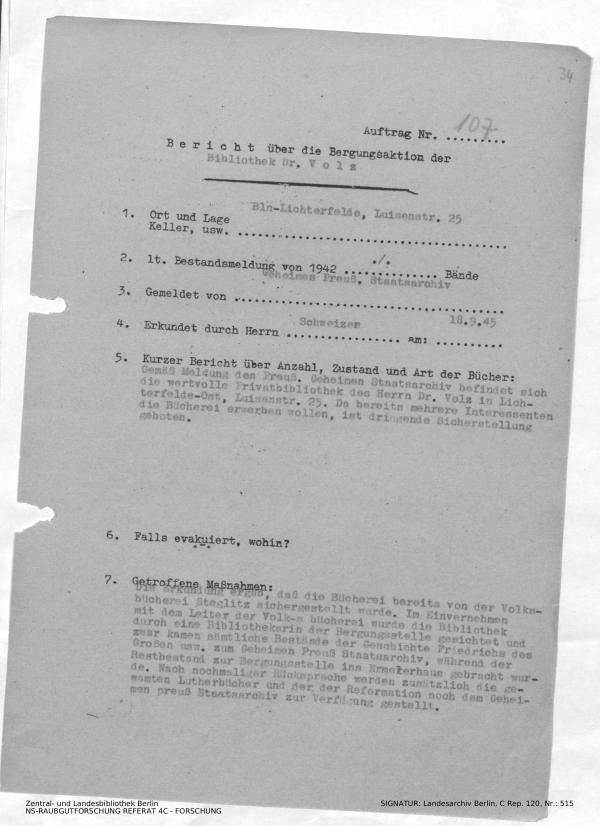 34
Auftrag Nr. 107
B e r i c h t über die Bergungsaktion der
Bibliothek Dr. V o l z
1. Ort und Lage Bln-Lichterfelde, Luisenstr. 25
Keller, usw. ......................................
2. lt. Bestandsmeldung von 1942 ...../....... Bände
Geheimes Preuß. Staatsarchiv
3. Gemeldet von ......................................
4. Erkundet durch Herrn Schweizer am: 18.9.45
5. Kurzer Bericht über Anzahl, Zustand und Art der Bücher:
Gemäß Meldung des Preuß. Geheimen Staatsarchiv befindet sich
die wertvolle Privatbibliothek des Herrn Dr. Volz in Lich-
terfelde-Ost, Luisenstr. 25. Da bereits mehrere Interessenten
die Bücherei erwerben wollen, ist dringende Sicherstellung
geboten.
6. Falls evakuiert, wohin?
7. Getroffene Maßnahmen:
Die Erkundung ergab, daß die Bücherei bereits von der Volks-
bücherei Steglitz sichergestellt wurde. Im Einvernehmen
mit dem Leiter der Volk-s bücherei wurde die Bibliothek
durch eine Bibliothekarin der Bergungsstelle gesichtet und
zwar kamen sämtliche Bestände der Geschichte Friedrichs des
Großen usw. zum Geheimen Preuß Staatsarchiv, während der
Restbestand zur Bergungsstelle ins Ermelerhaus gebracht wur-
de. Nach nochmaliger Rücksprache werden zusätzlich die ge-
samten Lutherbücher und der der Reformation noch dem Gehei-
men preuß Staatsarchiv zur Verfügung gestellt.
Zentral- und Landesbibliothek Berlin
NS-RAUBGUTFORSCHUNG REFERAT 4C - FORSCHUNG
SIGNATUR: Landesarchiv Berlin, C Rep. 120, Nr.: 515